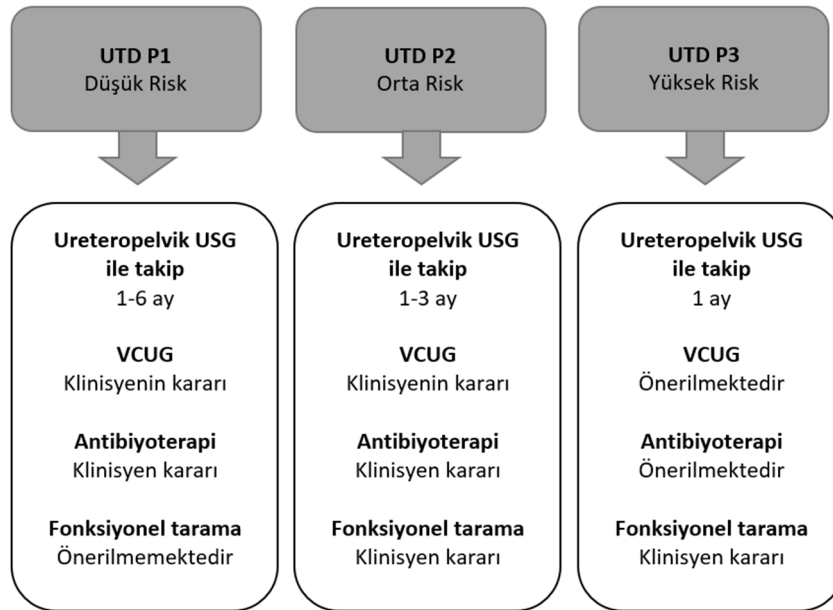 UTD P1
Düşük Risk
UTD P2
Orta Risk
UTD P3
Yüksek Risk
Ureteropelvik USG
ile takip
1-6 ay
VCUG
Klinisyenin kararı
Antibiyoterapi
Klinisyen kararı
Fonksiyonel tarama
Önerilmemektedir
Ureteropelvik USG
ile takip
1-3 ay
VCUG
Klinisyenin kararı
Antibiyoterapi
Klinisyen kararı
Fonksiyonel tarama
Klinisyen kararı
Ureteropelvik USG
ile takip
1 ay
VCUG
Önerilmektedir
Antibiyoterapi
Önerilmektedir
Fonksiyonel tarama
Klinisyen kararı